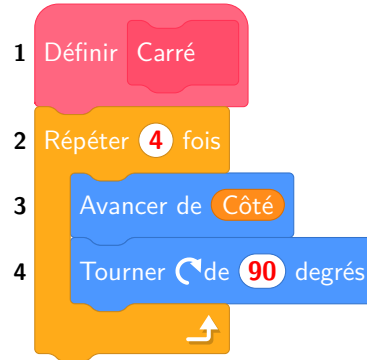 1 Définir Carré
2 Répéter 4 fois
3 Avancer de Côté
4 Tourner de 90 degrés